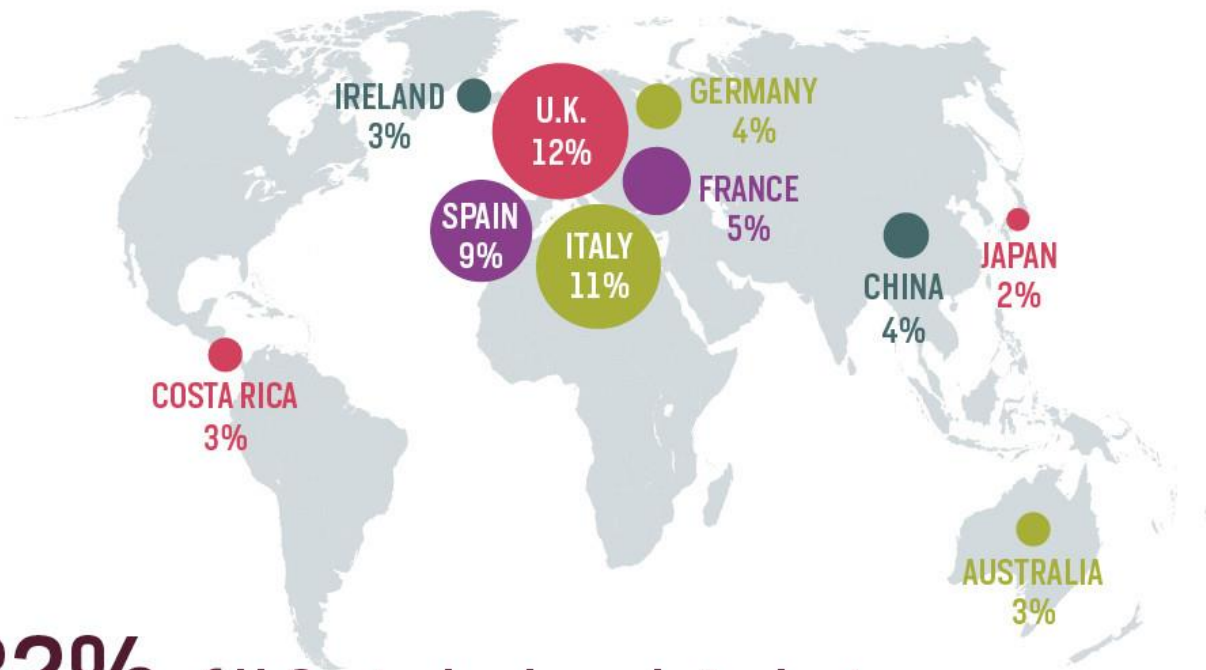 IRELAND
3%
U.K.
12%
GERMANY
4%
FRANCE
5%
SPAIN
9%
ITALY
11%
CHINA
4%
JAPAN
2%
COSTA RICA
3%
AUSTRALIA
3%